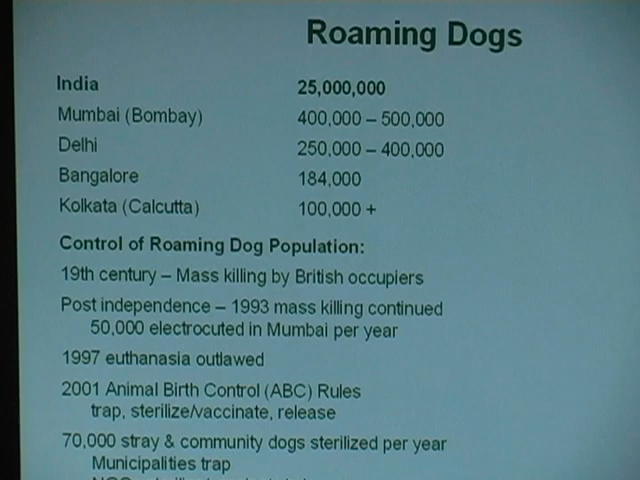 Roaming Dogs
India 25,000,000
Mumbai (Bombay) 400,000 – 500,000
Delhi 250,000 – 400,000
Bangalore 184,000
Kolkata (Calcutta) 100,000 +
Control of Roaming Dog Population:
19th century – Mass killing by British occupiers
Post independence – 1993 mass killing continued
50,000 electrocuted in Mumbai per year
1997 euthanasia outlawed
2001 Animal Birth Control (ABC) Rules
trap, sterilize/vaccinate, release
70,000 stray & community dogs sterilized per year
Municipalities trap